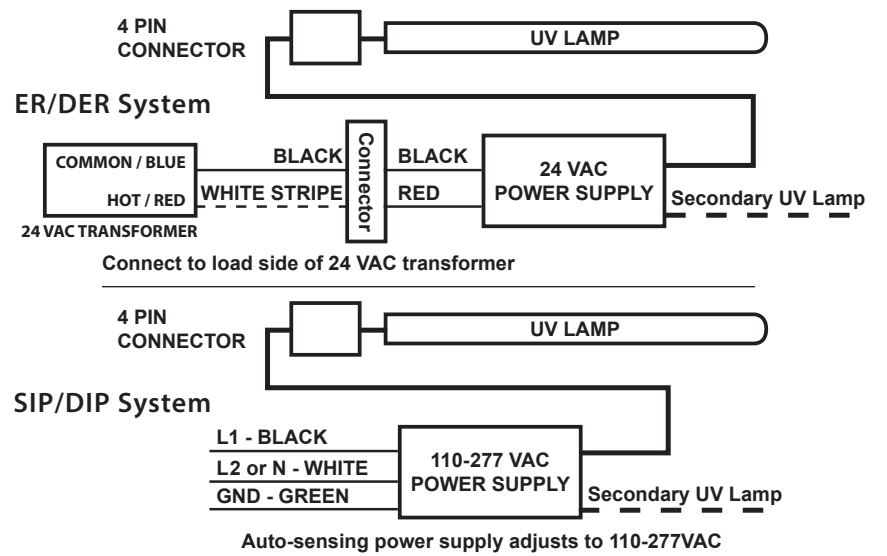 4 PIN
CONNECTOR
UV LAMP
ER/DER System
COMMON / BLUE
HOT / RED
24 VAC TRANSFORMER
BLACK
WHITE STRIPE
Connector
BLACK
RED
24 VAC
POWER SUPPLY
Secondary UV Lamp
Connect to load side of 24 VAC transformer
4 PIN
CONNECTOR
UV LAMP
SIP/DIP System
L1 - BLACK
L2 or N - WHITE
GND - GREEN
110-277 VAC
POWER SUPPLY
Secondary UV Lamp
Auto-sensing power supply adjusts to 110-277VAC